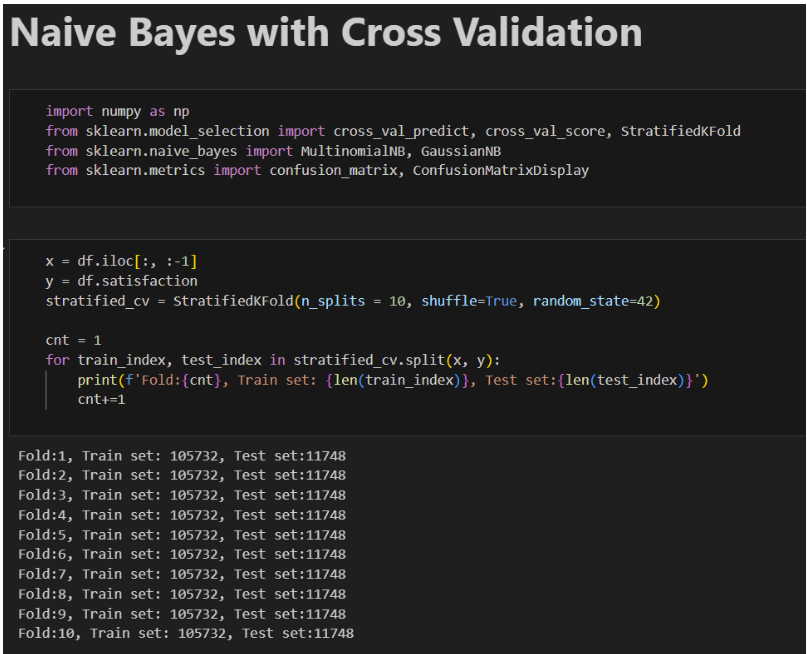 Naive Bayes with Cross Validation
import numpy as np
from sklearn.model_selection import cross_val_predict, cross_val_score, StratifiedKFold
from sklearn.naive_bayes import MultinomialNB, GaussianNB
from sklearn.metrics import confusion_matrix, ConfusionMatrixDisplay
x = df.iloc[:, :-1]
y = df.satisfaction
stratified_cv = StratifiedKFold(n_splits = 10, shuffle=True, random_state=42)
cnt = 1
for train_index, test_index in stratified_cv.split(x, y):
    print(f'Fold:{cnt}, Train set: {len(train_index)}, Test set:{len(test_index)}')
    cnt+=1
Fold:1, Train set: 105732, Test set:11748
Fold:2, Train set: 105732, Test set:11748
Fold:3, Train set: 105732, Test set:11748
Fold:4, Train set: 105732, Test set:11748
Fold:5, Train set: 105732, Test set:11748
Fold:6, Train set: 105732, Test set:11748
Fold:7, Train set: 105732, Test set:11748
Fold:8, Train set: 105732, Test set:11748
Fold:9, Train set: 105732, Test set:11748
Fold:10, Train set: 105732, Test set:11748